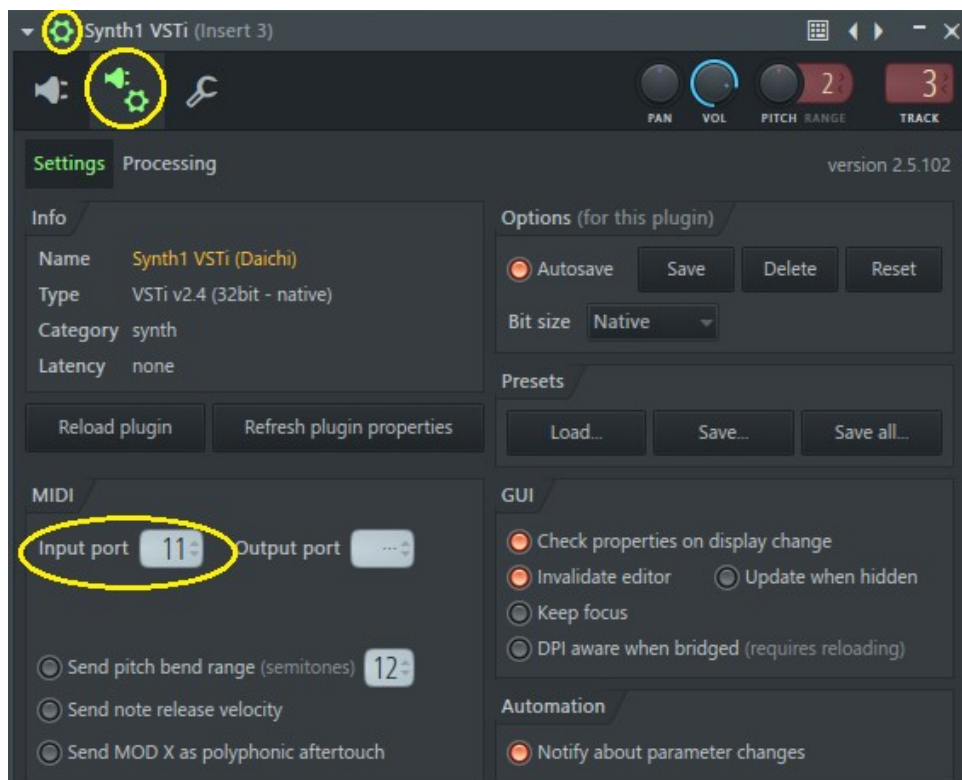 Synth1 VSTi (Insert 3)
2
3
PAN VOL PITCH RANGE TRACK
Settings Processing version 2.5.102
Info
Name Synth1 VSTi (Daichi)
Type VSTi v2.4 (32bit - native)
Category synth
Latency none
Reload plugin Refresh plugin properties
MIDI
Input port 11 Output port ---
Send pitch bend range (semitones) 12
Send note release velocity
Send MOD X as polyphonic aftertouch
Options (for this plugin)
Autosave Save Delete Reset
Bit size Native
Presets
Load... Save... Save all...
GUI
Check properties on display change
Invalidate editor Update when hidden
Keep focus
DPI aware when bridged (requires reloading)
Automation
Notify about parameter changes